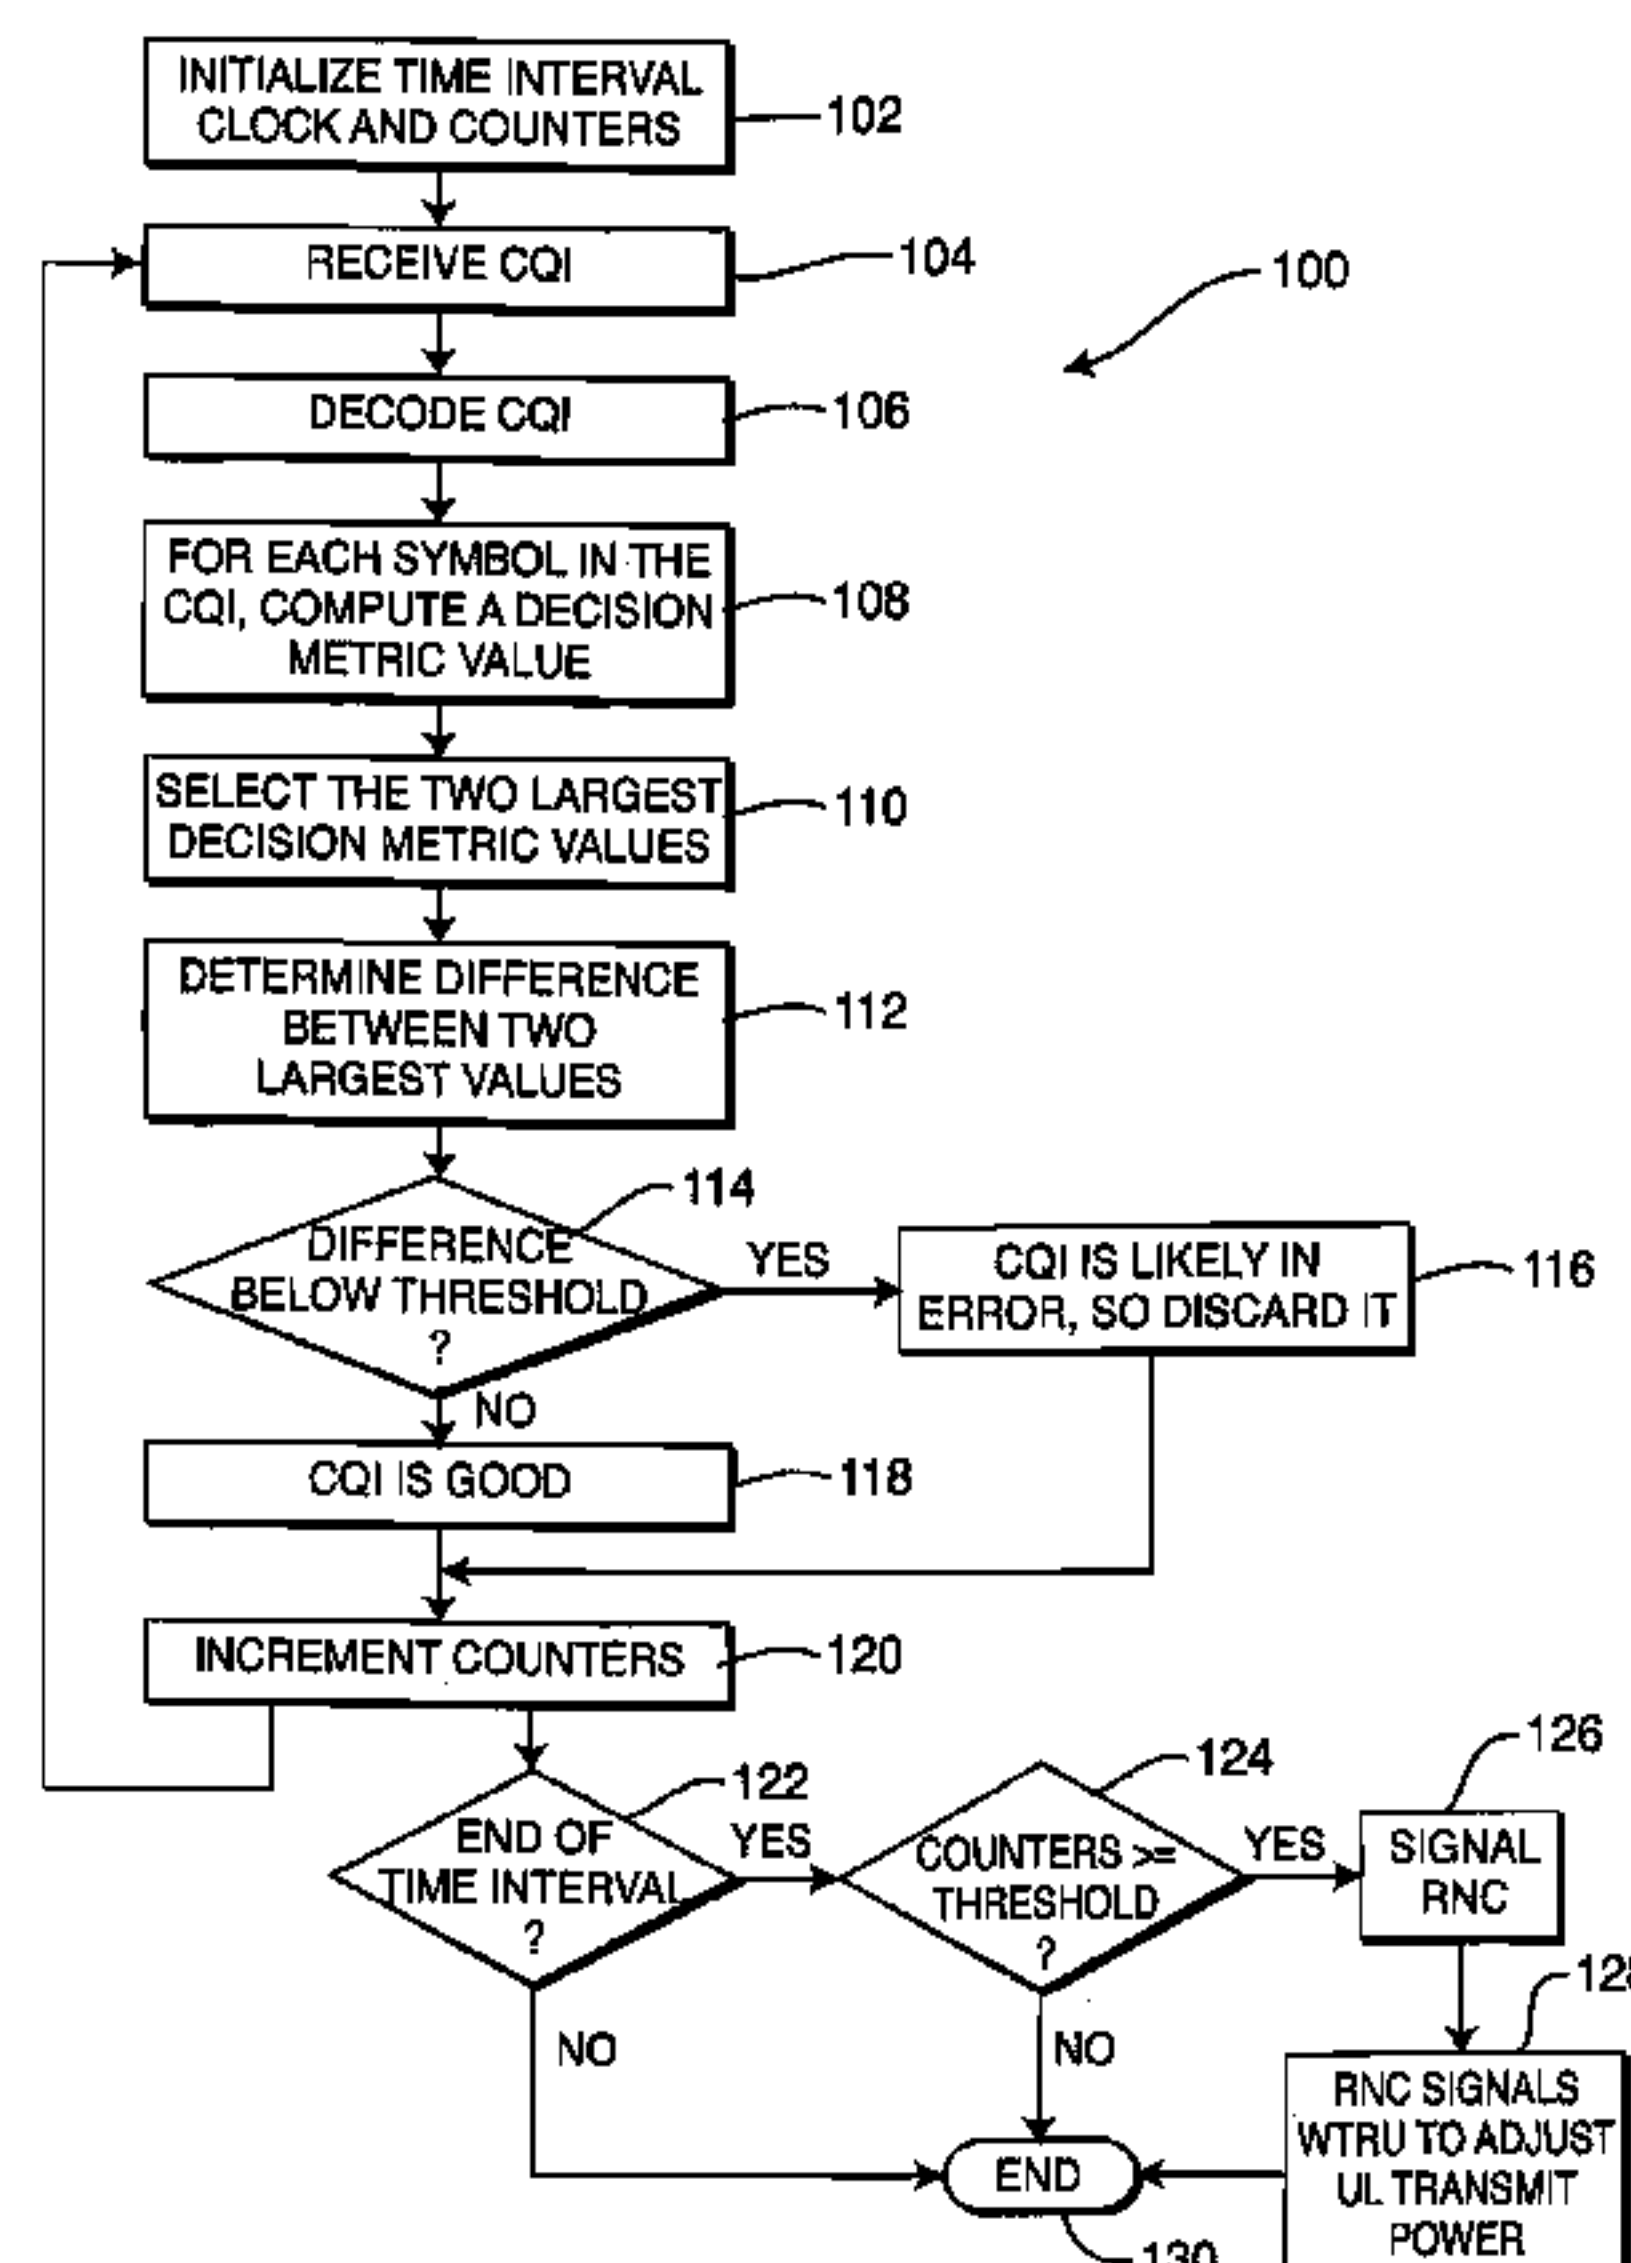 INITIALIZE TIME INTERVAL
CLOCK AND COUNTERS
102
RECEIVE CQI
104
100
DECODE CQI
106
FOR EACH SYMBOL IN THE
CQI, COMPUTE A DECISION
METRIC VALUE
108
SELECT THE TWO LARGEST
DECISION METRIC VALUES
110
DETERMINE DIFFERENCE
BETWEEN TWO
LARGEST VALUES
112
114
DIFFERENCE
BELOW THRESHOLD
?
YES
CQI IS LIKELY IN
ERROR, SO DISCARD IT
116
NO
CQI IS GOOD
118
INCREMENT COUNTERS
120
122
END OF
TIME INTERVAL
?
YES
124
COUNTERS >=
THRESHOLD
?
YES
126
SIGNAL
RNC
NO
NO
128
RNC SIGNALS
WTRU TO ADJUST
UL TRANSMIT
POWER
END
130